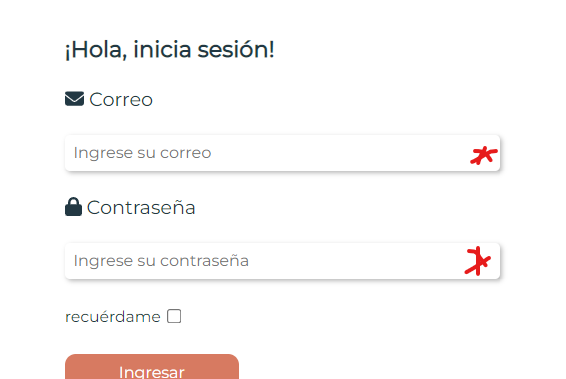 ¡Hola, inicia sesión!
Correo
Ingrese su correo
Contraseña
Ingrese su contraseña
recuérdame
Ingresar